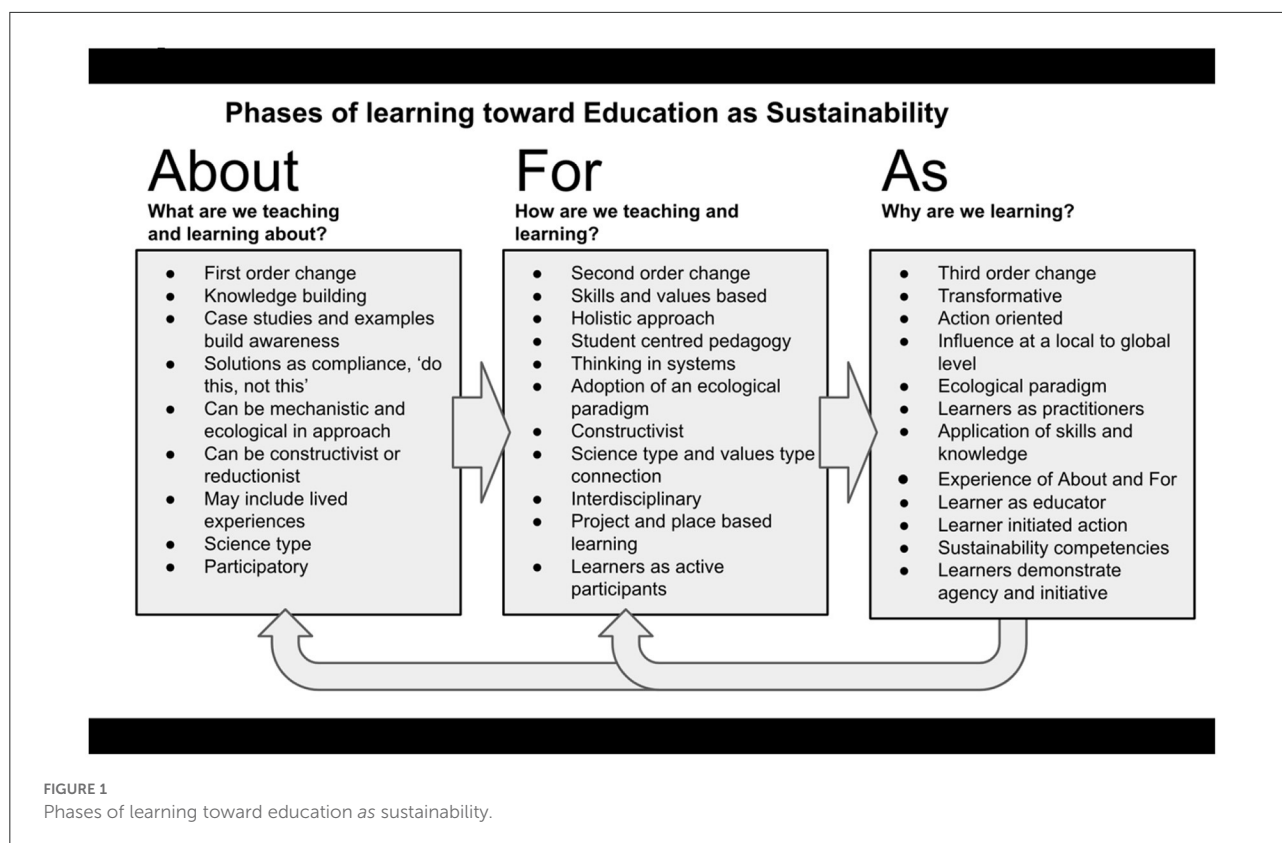 Phases of learning toward Education as Sustainability
About
What are we teaching
and learning about?
● First order change
● Knowledge building
● Case studies and examples
build awareness
● Solutions as compliance, ‘do
this, not this’
● Can be mechanistic and
ecological in approach
● Can be constructivist or
reductionist
● May include lived
experiences
● Science type
● Participatory
For
How are we teaching and
learning?
● Second order change
● Skills and values based
● Holistic approach
● Student centred pedagogy
● Thinking in systems
● Adoption of an ecological
paradigm
● Constructivist
● Science type and values type
connection
● Interdisciplinary
● Project and place based
learning
● Learners as active
participants
As
Why are we learning?
● Third order change
● Transformative
● Action oriented
● Influence at a local to global
level
● Ecological paradigm
● Learners as practitioners
● Application of skills and
knowledge
● Experience of About and For
● Learner as educator
● Learner initiated action
● Sustainability competencies
● Learners demonstrate
agency and initiative
FIGURE 1
Phases of learning toward education as sustainability.